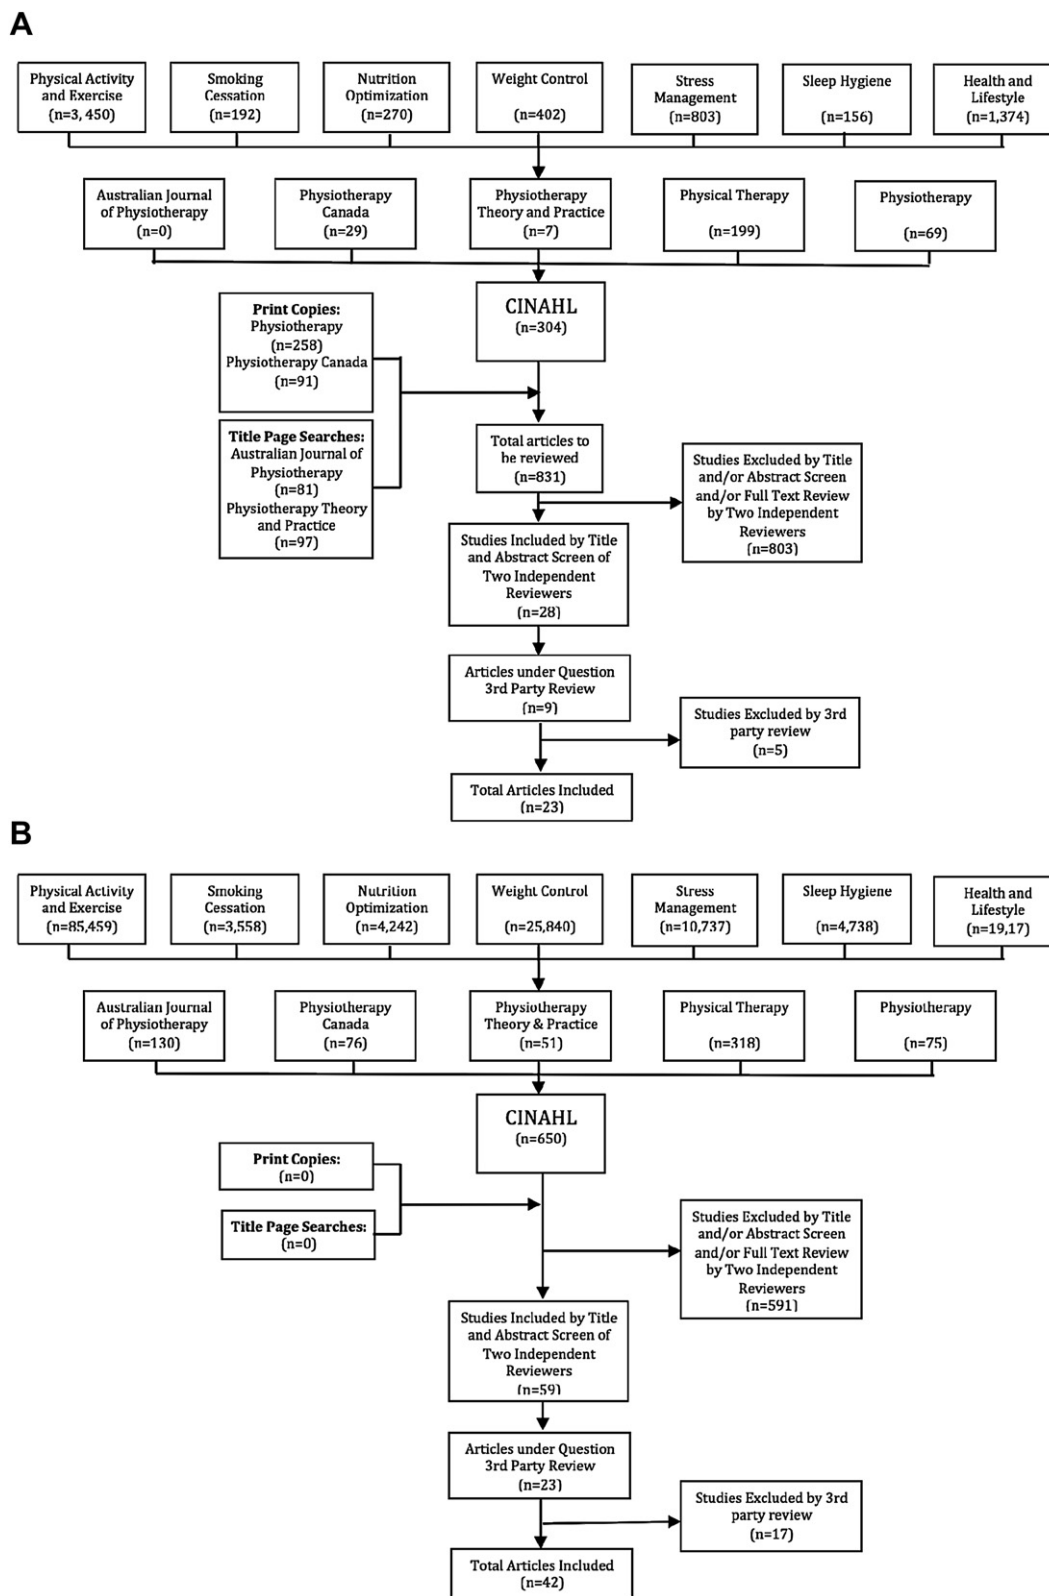 A
Physical Activity
and Exercise
(n=3, 450)
Smoking
Cessation
(n=192)
Nutrition
Optimization
(n=270)
Weight Control
(n=402)
Stress
Management
(n=803)
Sleep Hygiene
(n=156)
Health and
Lifestyle
(n=1,374)
Australian Journal
of Physiotherapy
(n=0)
Physiotherapy
Canada
(n=29)
Physiotherapy
Theory and Practice
(n=7)
Physical Therapy
(n=199)
Physiotherapy
(n=69)
CINAHL
(n=304)
Print Copies:
Physiotherapy
(n=258)
Physiotherapy Canada
(n=91)
Title Page Searches:
Australian Journal of
Physiotherapy
(n=81)
Physiotherapy Theory
and Practice
(n=97)
Total articles to
be reviewed
(n=831)
Studies Excluded by Title
and/or Abstract Screen
and/or Full Text Review
by Two Independent
Reviewers
(n=803)
Studies Included by Title
and Abstract Screen of
Two Independent
Reviewers
(n=28)
Articles under Question
3rd Party Review
(n=9)
Studies Excluded by 3rd
party review
(n=5)
Total Articles Included
(n=23)
B
Physical Activity
and Exercise
(n=85,459)
Smoking
Cessation
(n=3,558)
Nutrition
Optimization
(n=4,242)
Weight Control
(n=25,840)
Stress
Management
(n=10,737)
Sleep Hygiene
(n=4,738)
Health and
Lifestyle
(n=19,17)
Australian Journal
of Physiotherapy
(n=130)
Physiotherapy
Canada
(n=76)
Physiotherapy
Theory & Practice
(n=51)
Physical Therapy
(n=318)
Physiotherapy
(n=75)
CINAHL
(n=650)
Print Copies:
(n=0)
Title Page Searches:
(n=0)
Studies Excluded by Title
and/or Abstract Screen
and/or Full Text Review
by Two Independent
Reviewers
(n=591)
Studies Included by Title
and Abstract Screen of
Two Independent
Reviewers
(n=59)
Articles under Question
3rd Party Review
(n=23)
Studies Excluded by 3rd
party review
(n=17)
Total Articles Included
(n=42)